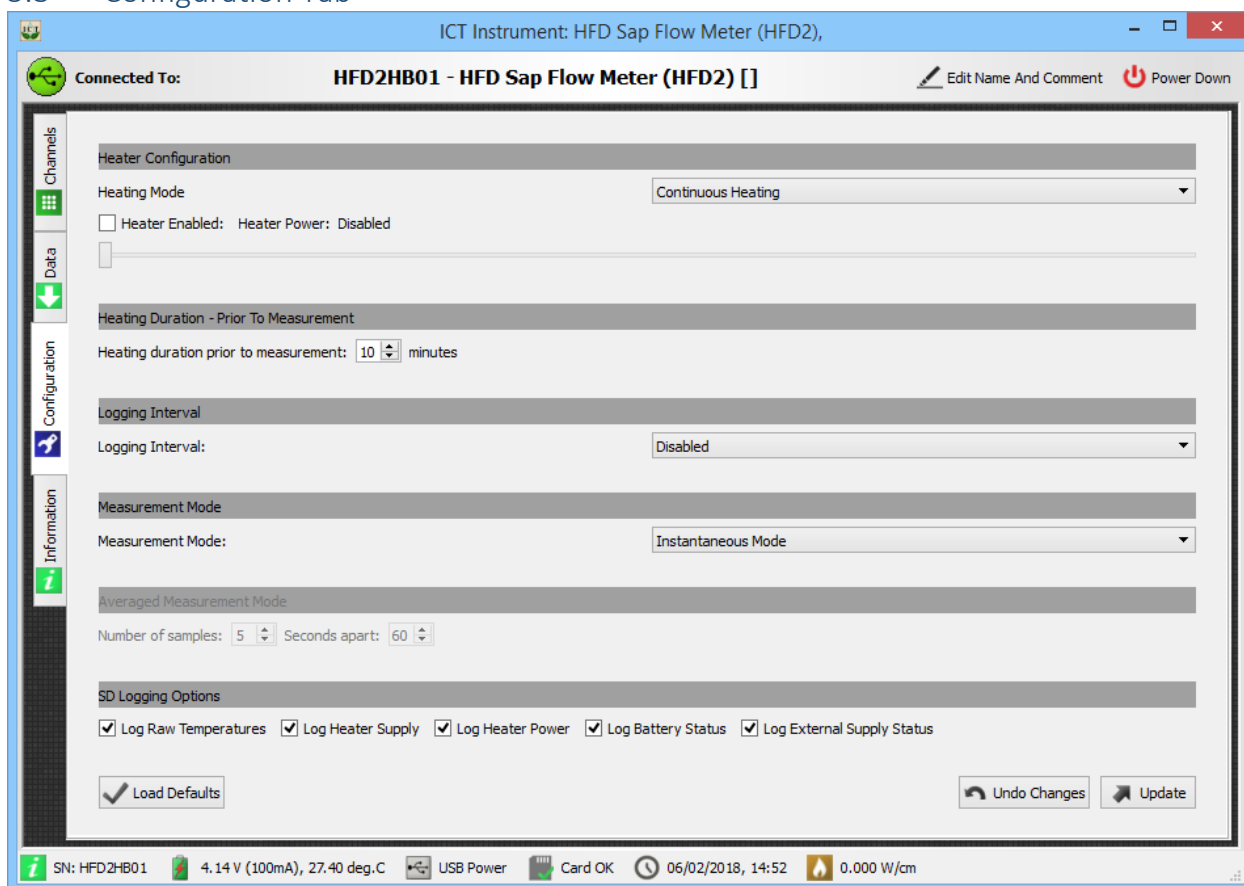 ICT Instrument: HFD Sap Flow Meter (HFD2),
Connected To: HFD2HB01 - HFD Sap Flow Meter (HFD2) [] Edit Name And Comment Power Down
Channels
Data
Configuration
Information
Heater Configuration
Heating Mode Continuous Heating
Heater Enabled: Heater Power: Disabled
Heating Duration - Prior To Measurement
Heating duration prior to measurement: 10 minutes
Logging Interval
Logging Interval: Disabled
Measurement Mode
Measurement Mode: Instantaneous Mode
Averaged Measurement Mode
Number of samples: 5 Seconds apart: 60
SD Logging Options
Log Raw Temperatures Log Heater Supply Log Heater Power Log Battery Status Log External Supply Status
Load Defaults Undo Changes Update
SN: HFD2HB01 4.14 V (100mA), 27.40 deg.C USB Power Card OK 06/02/2018, 14:52 0.000 W/cm